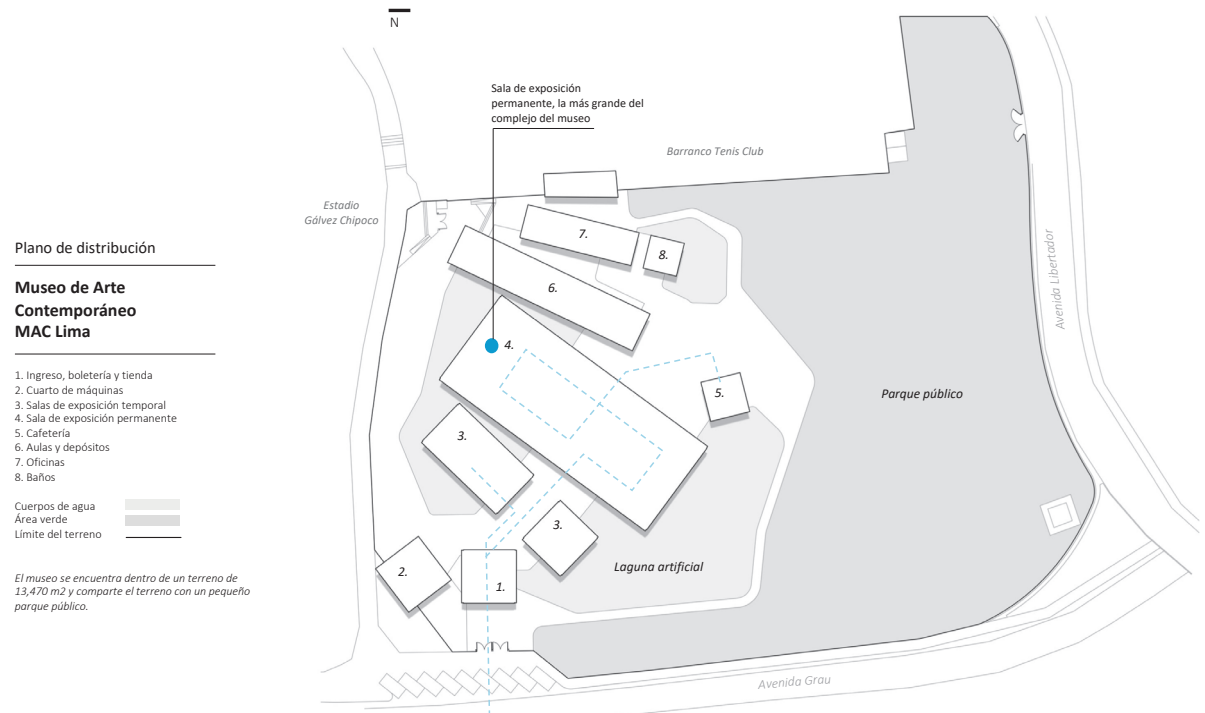 N
Sala de exposición
permanente, la más grande del
complejo del museo
Barranco Tenis Club
Estadio
Gálvez Chipoco
Avenida Libertador
Plano de distribución
Museo de Arte
Contemporáneo
MAC Lima
1. Ingreso, boletería y tienda
2. Cuarto de máquinas
3. Salas de exposición temporal
4. Sala de exposición permanente
5. Cafetería
6. Aulas y depósitos
7. Oficinas
8. Baños
Cuerpos de agua
Área verde
Límite del terreno
El museo se encuentra dentro de un terreno de
13,470 m2 y comparte el terreno con un pequeño
parque público.
7.
8.
6.
4.
5.
Parque público
3.
3.
Laguna artificial
2.
1.
Avenida Grau